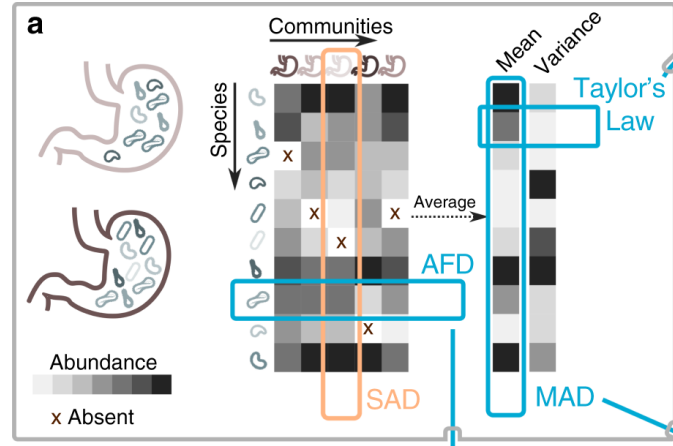 a
Communities
Species
Mean
Variance
Taylor's
Law
x
x
x
Average
x
AFD
x
Abundance
x Absent
SAD
MAD